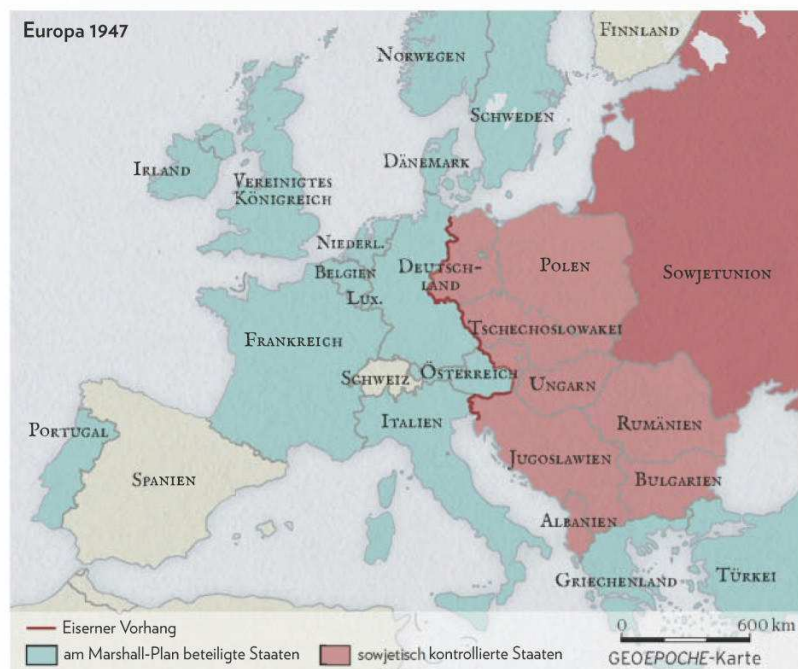 Europa 1947
FINNLAND
NORWEGEN
SCHWEDEN
IRLAND
DÄNEMARK
VEREINIGTES
KÖNIGREICH
NIEDERL.
BELGIEN
DEUTSCH-
LAND
POLEN
SOWJETUNION
LUX.
TSCHECHOSLOWAKEI
FRANKREICH
SCHWEIZ
ÖSTERREICH
UNGARN
PORTUGAL
ITALIEN
RUMÄNIEN
SPANIEN
JUGOSLAWIEN
BULGARIEN
ALBANIEN
GRIECHENLAND
TÜRKEI
Eiserner Vorhang
am Marshall-Plan beteiligte Staaten
sowjetisch kontrollierte Staaten
0 600 km
GEOEPOCHE-Karte